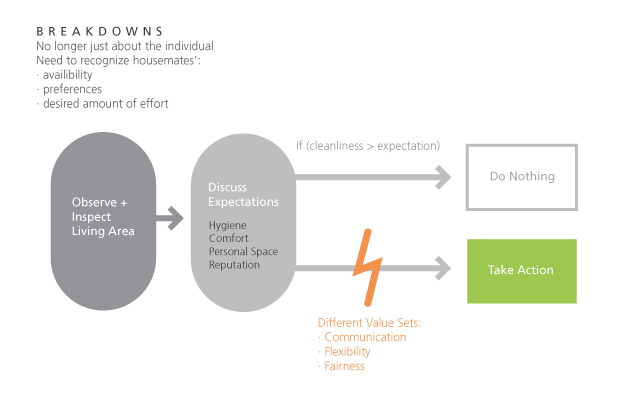 BREAKDOWNS
No longer just about the individual
Need to recognize housemates':
· availibility
· preferences
· desired amount of effort
If (cleanliness > expectation)
Observe +
Inspect
Living Area
Discuss
Expectations
Hygiene
Comfort
Personal Space
Reputation
Do Nothing
Take Action
Different Value Sets:
· Communication
· Flexibility
· Fairness